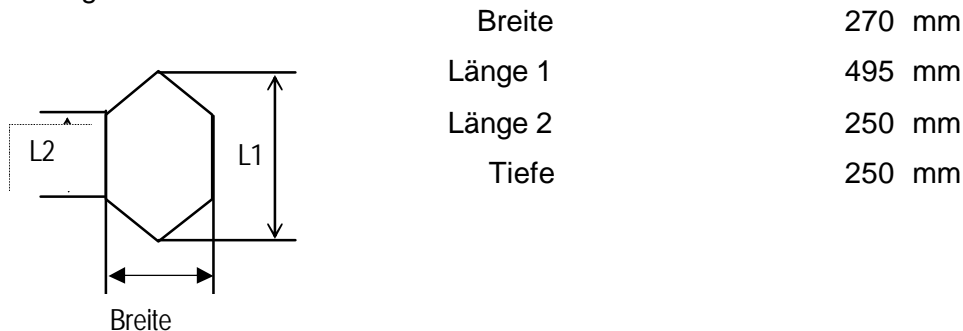 Breite 270 mm
Länge 1 495 mm
Länge 2 250 mm
Tiefe 250 mm
L2
L1
Breite